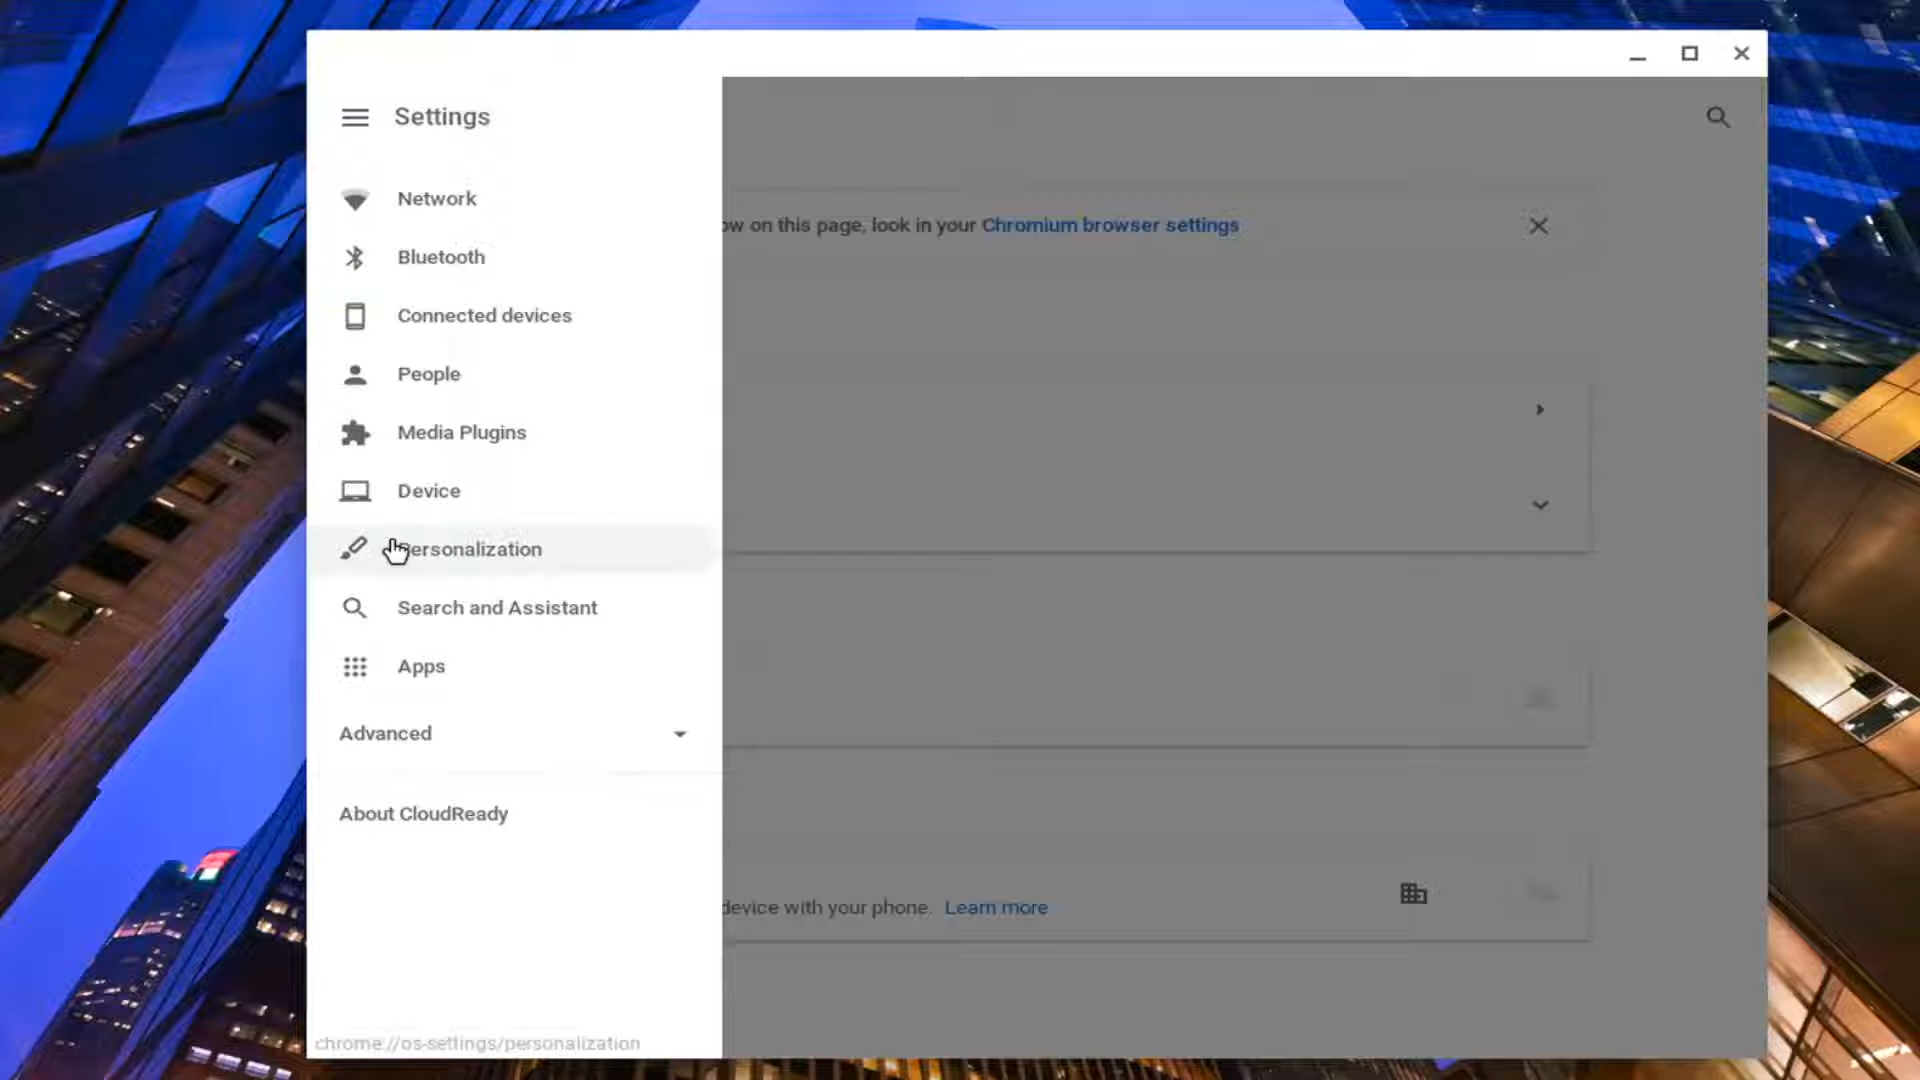 Settings
Network
ow on this page, look in your Chromium browser settings
Bluetooth
Connected devices
People
Media Plugins
Device
ersonalization
Search and Assistant
Apps
Advanced
About CloudReady
device with your phone. Learn more
chrome://os-settings/personalization